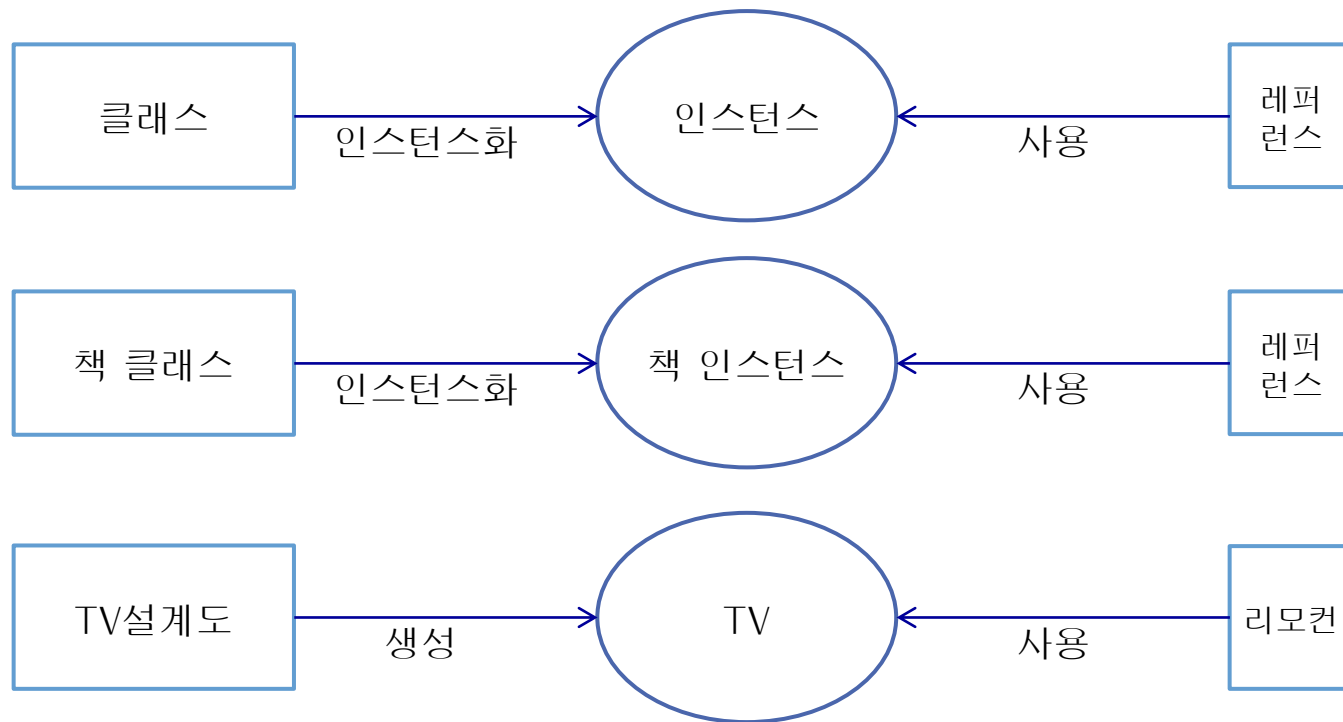 클래스
인스턴스화
인스턴스
사용
레퍼
런스
책 클래스
인스턴스화
책 인스턴스
사용
레퍼
런스
TV설계도
생성
TV
사용
리모컨